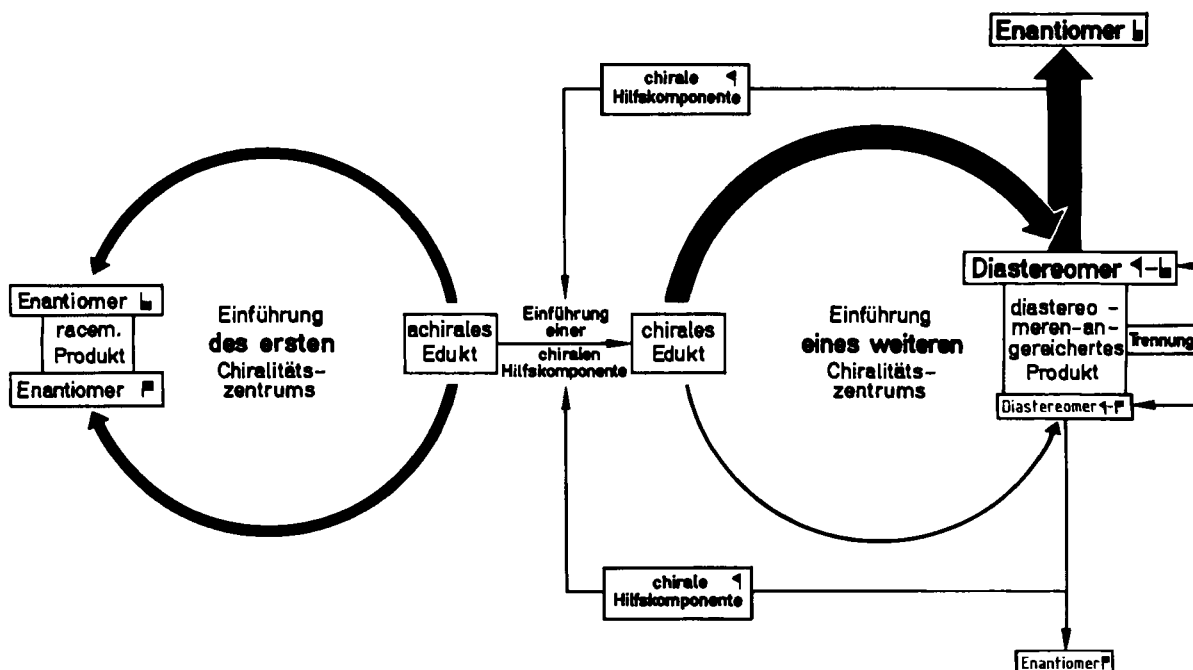 Enantiomer
chirale
Hilfskomponente
Enantiomer
racem.
Produkt
Enantiomer
Einführung
des ersten
Chiralitäts-
zentrums
achirales
Edukt
Einführung
einer
chiralen
Hilfskomponente
chirales
Edukt
Einführung
eines weiteren
Chiralitäts-
zentrums
Diastereomer
diastereo -
meren-an-
gereichertes
Produkt
Trennung
Diastereomer
chirale
Hilfskomponente
Enantiomer